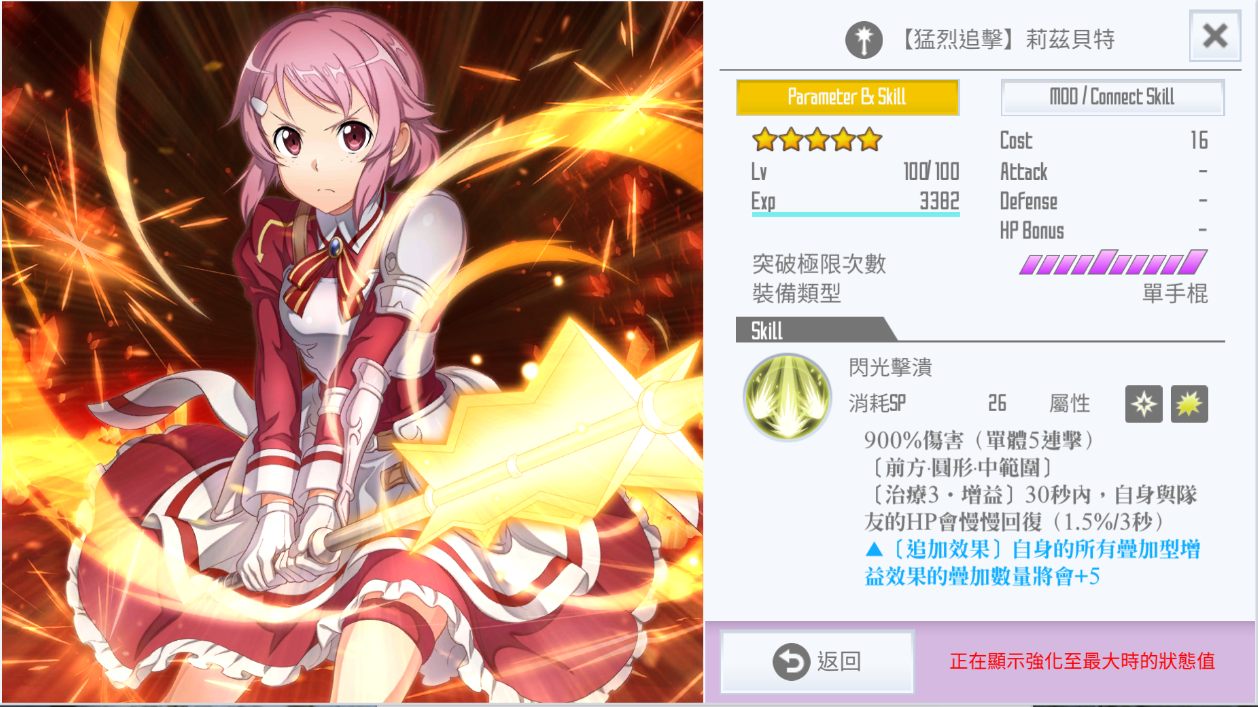 【猛烈追擊】莉茲貝特
Parameter & Skill
MOD / Connect Skill
Cost 16
Lv 100/100
Attack -
Exp 3382
Defense -
HP Bonus -
突破極限次數
裝備類型 單手棍
Skill
閃光擊潰
消耗SP 26 屬性
900%傷害（單體5連擊）
〔前方·圓形·中範圍〕
〔治療3・增益〕30秒內，自身與隊
友的HP會慢慢回復（1.5%/3秒）
▲〔追加效果〕自身的所有疊加型增
益效果的疊加數量將會+5
返回
正在顯示強化至最大時的狀態值